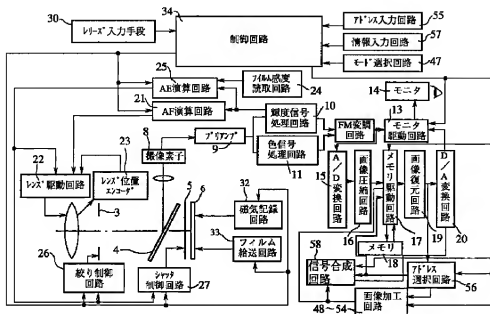 30
レリーズ入力手段
34
制御回路
アドレス入力回路
55
情報入力回路
57
モード選択回路
47
25
AE演算回路
フィルム感度
読取回路
24
21
AF演算回路
輝度信号
処理回路
10
14
モニタ
13
FM変調
回路
モニタ
駆動回路
8
撮像素子
プリアンプ
9
色信号
処理回路
11
22
レンズ駆動回路
レンズ位置
エンコーダ
23
15
A/D変換回路
画像圧縮回路
16
メモリ駆動回路
17
画像復元回路
19
D/A変換回路
20
3
4
5
6
32
磁気記録
回路
33
フィルム
給送回路
メモリ
18
58
信号合成
回路
アドレス
選択回路
56
26
絞り制御
回路
シャッタ
制御回路
27
48~54
画像加工
回路